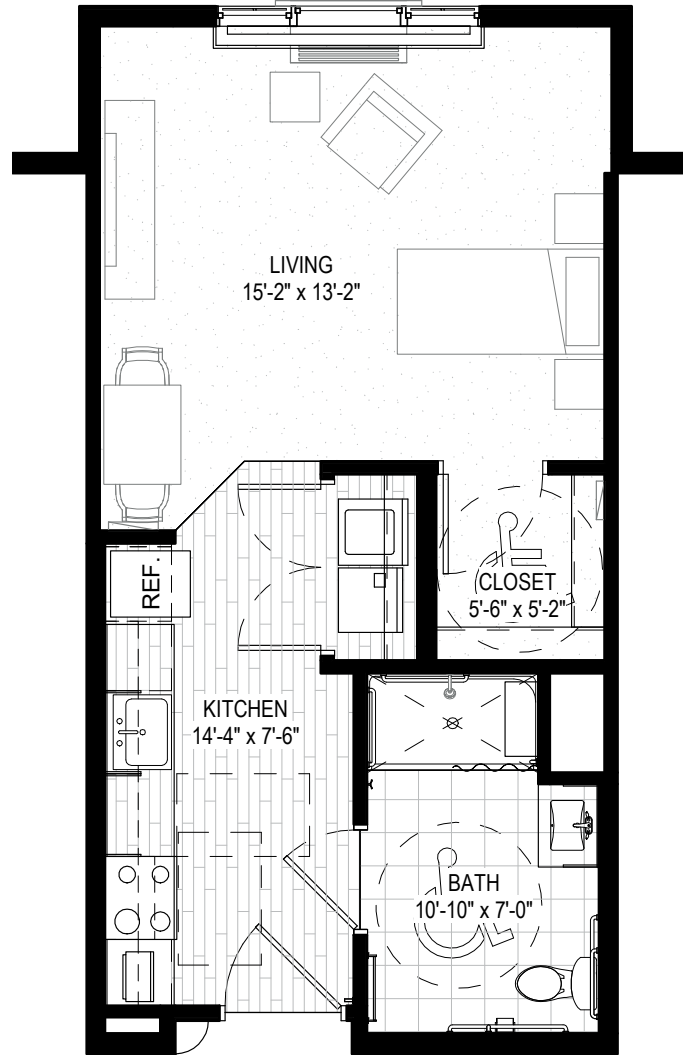 LIVING
15'-2" x 13'-2"
REF.
CLOSET
5'-6" x 5'-2"
KITCHEN
14'-4" x 7'-6"
BATH
10'-10" x 7'-0"